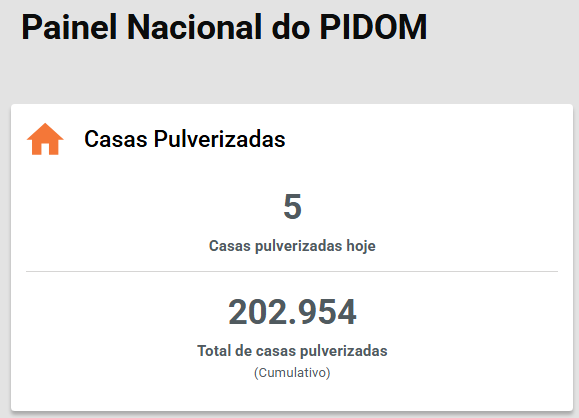 Painel Nacional do PIDOM
Casas Pulverizadas
5
Casas pulverizadas hoje
202.954
Total de casas pulverizadas
(Cumulativo)